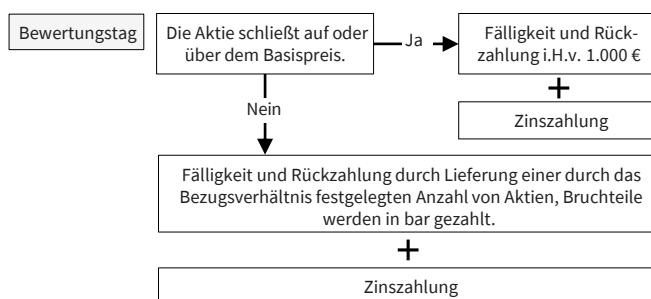 Bewertungstag
Die Aktie schließt auf oder
über dem Basispreis.
Ja
Fälligkeit und Rück-
zahlung i.H.v. 1.000 €
+
Zinszahlung
Nein
Fälligkeit und Rückzahlung durch Lieferung einer durch das
Bezugsverhältnis festgelegten Anzahl von Aktien, Bruchteile
werden in bar gezahlt.
+
Zinszahlung